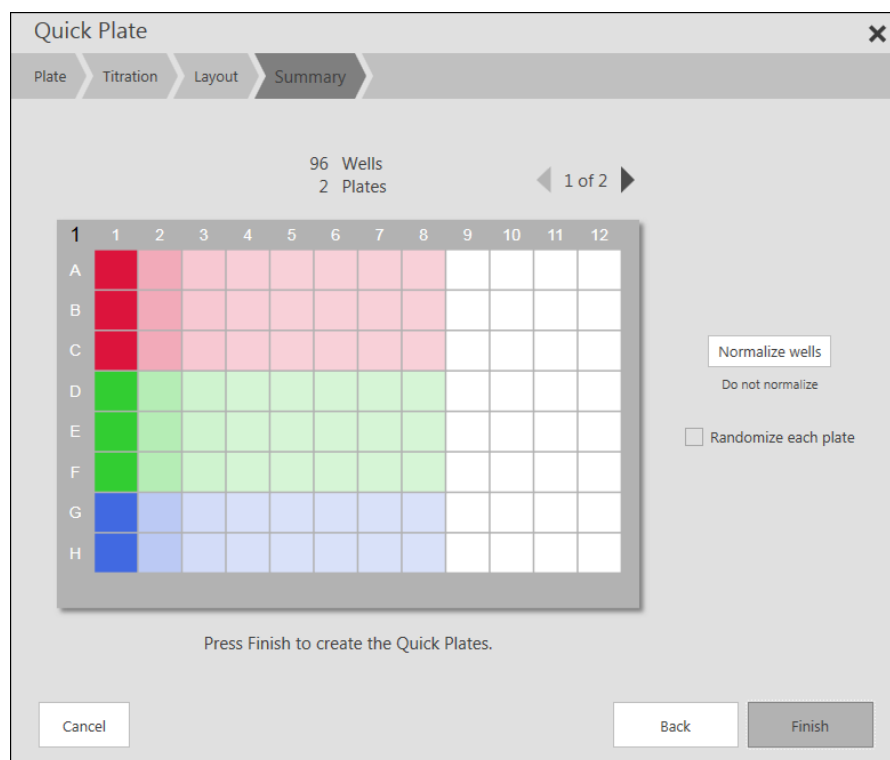 Quick Plate
Plate Titration Layout Summary
96 Wells
2 Plates
1 of 2
1 1 2 3 4 5 6 7 8 9 10 11 12
A
B
C
D
E
F
G
H
Normalize wells
Do not normalize
Randomize each plate
Press Finish to create the Quick Plates.
Cancel Back Finish